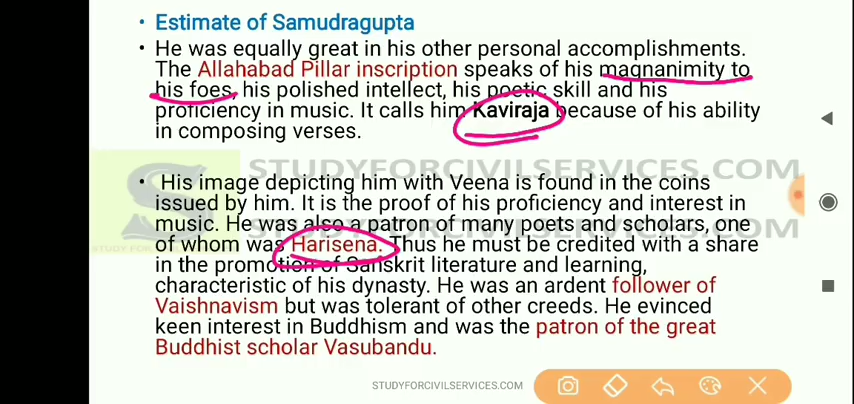 • Estimate of Samudragupta
• He was equally great in his other personal accomplishments.
The Allahabad Pillar inscription speaks of his magnanimity to
his foes, his polished intellect, his poetic skill and his
proficiency in music. It calls him Kaviraja because of his ability
in composing verses.
STUDYFORCIVILSERVICES.COM
• His image depicting him with Veena is found in the coins
issued by him. It is the proof of his proficiency and interest in
music. He was also a patron of many poets and scholars, one
STUDYFORCIVILSERVICES.COM
of whom was Harisena. Thus he must be credited with a share
in the promotion of Sanskrit literature and learning,
characteristic of his dynasty. He was an ardent follower of
Vaishnavism but was tolerant of other creeds. He evinced
keen interest in Buddhism and was the patron of the great
Buddhist scholar Vasubandu.
STUDYFORCIVILSERVICES.COM